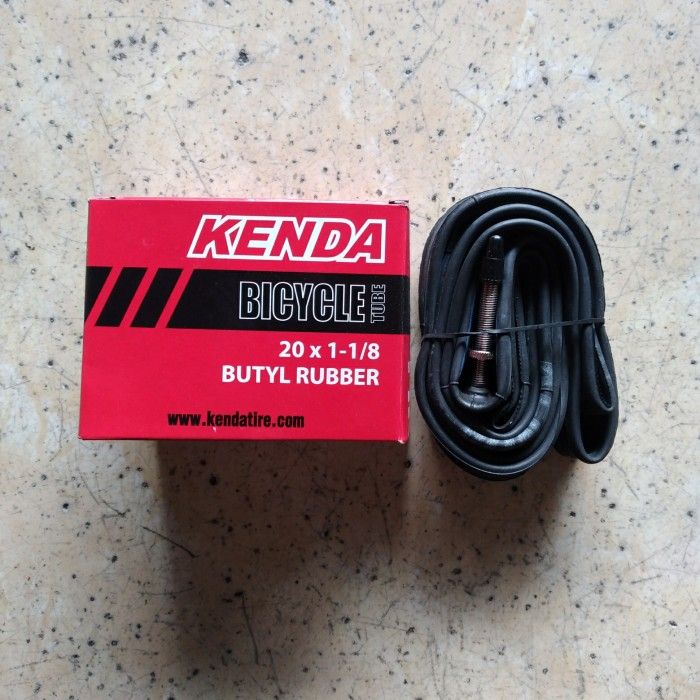 KENDA
BICYCLE TUBE
20 x 1-1/8
BUTYL RUBBER
www.kendatire.com